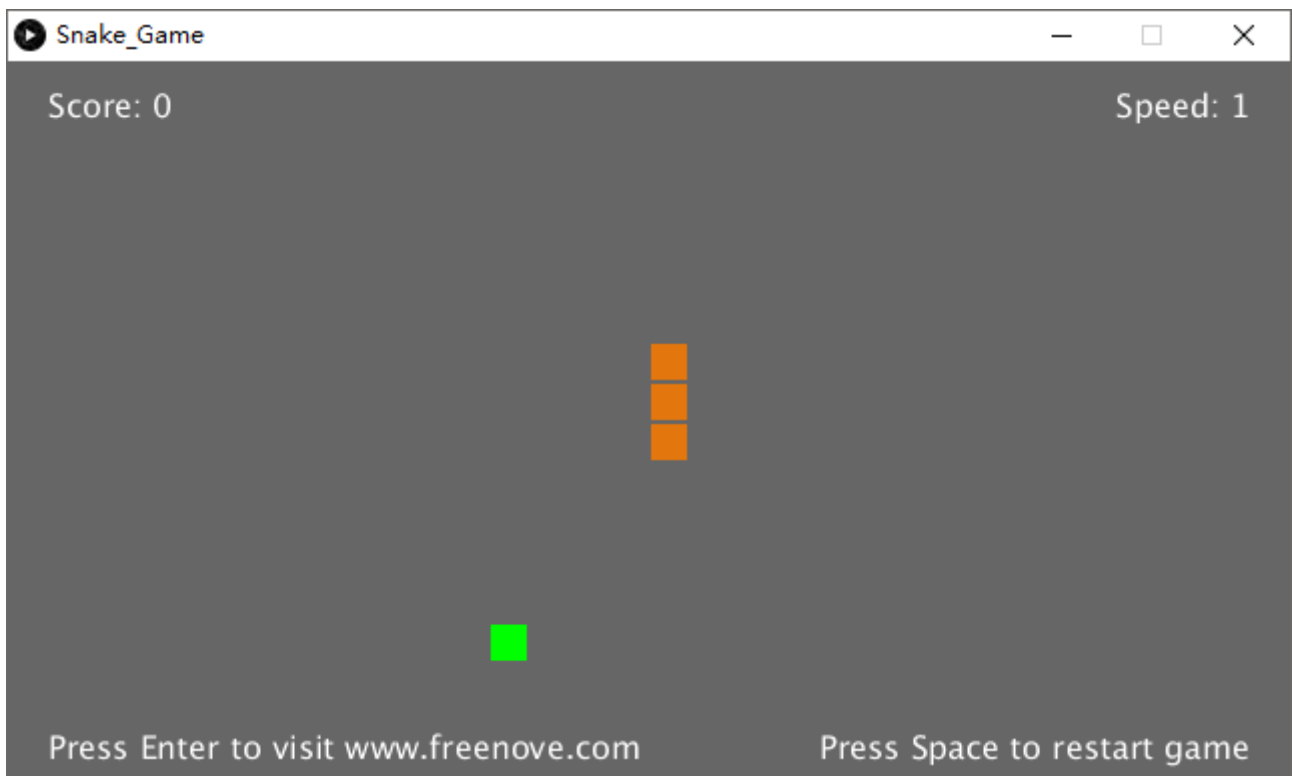 Snake_Game
Score: 0
Speed: 1
Press Enter to visit www.freenove.com
Press Space to restart game